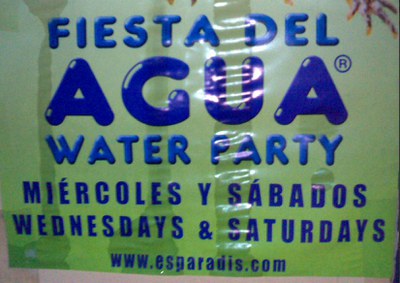 FIESTA DEL
AGUA®
WATER PARTY
MIÉRCOLES Y SÁBADOS
WEDNESDAYS & SATURDAYS
www.esparadis.com